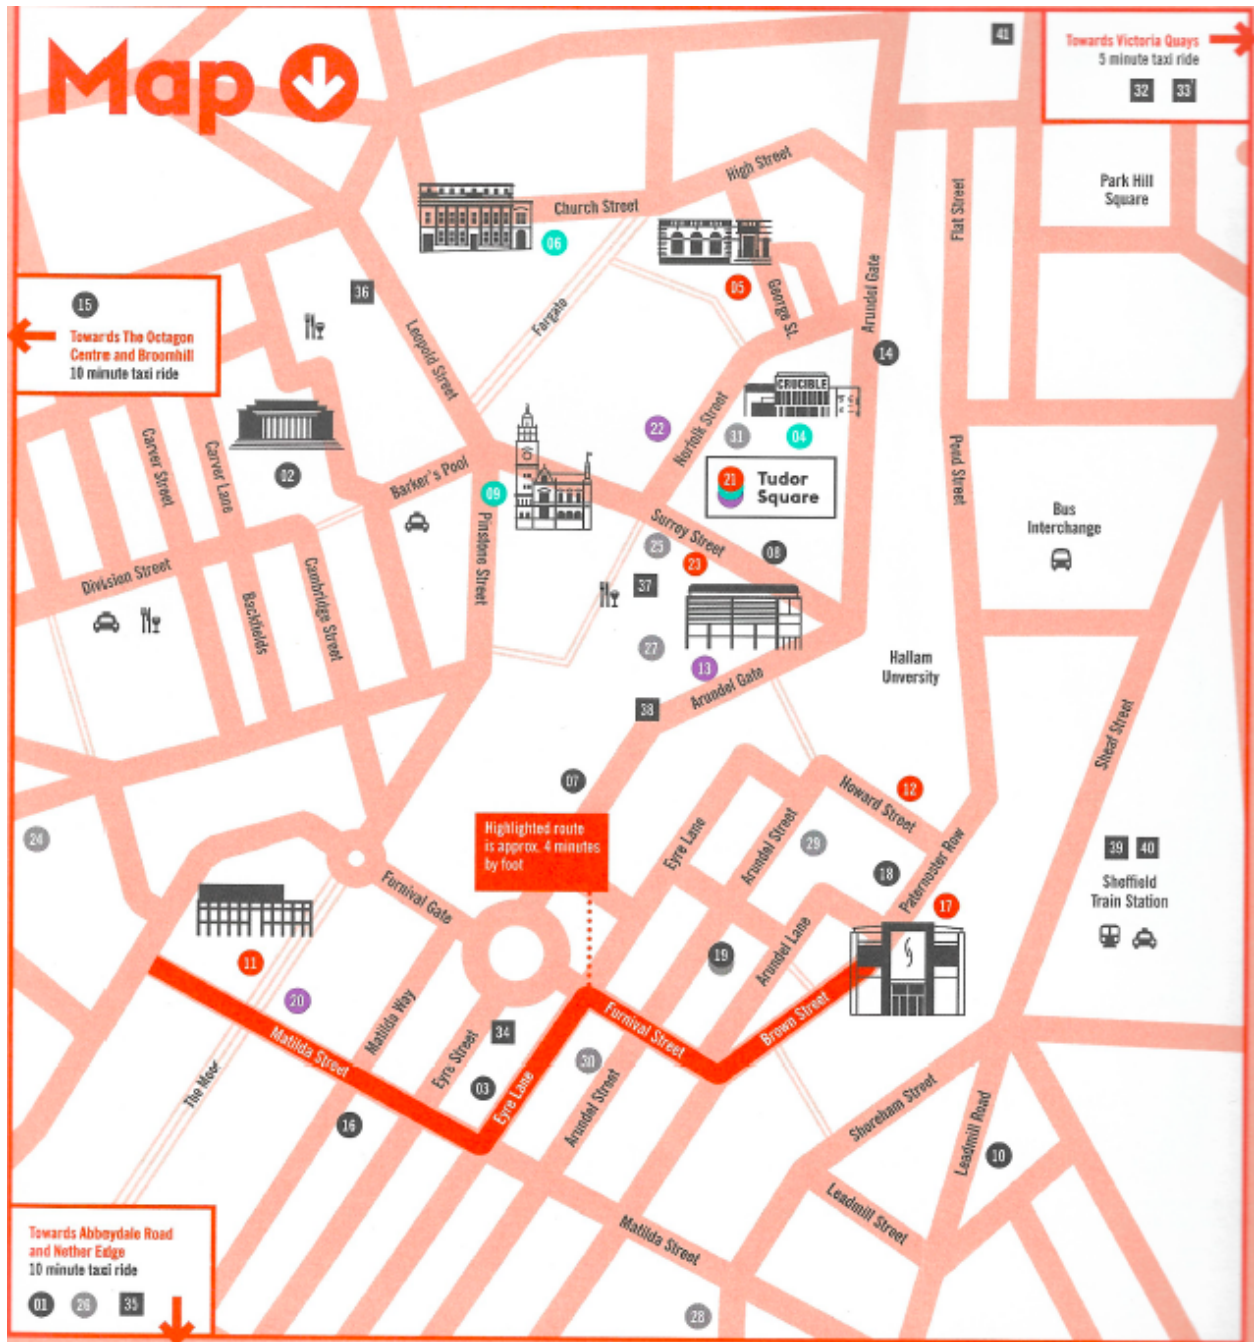 Map
41
Towards Victoria Quays
5 minute taxi ride
32 33
High Street
Church Street
06
Park Hill
Square
Flat Street
05
George St.
Arundel Gate
36
15
Towards The Octagon
Centre and Broomhill
10 minute taxi ride
Leopold Street
Fargate
14
CRUCIBLE
04
31
22
Norfolk Street
21 Tudor
Square
Carver Street
Carver Lane
02
Barker's Pool
09
Pinstone Street
Surrey Street
25
23
08
37
Pond Street
Bus
Interchange
Division Street
Backfields
Cambridge Street
27
13
Arundel Gate
38
Hallam
Unversity
Sheaf Street
07
12
Howard Street
Highlighted route
is approx. 4 minutes
by foot
Eyre Lane
Arundel Street
29
18
Paternoster Row
17
24
39 40
Sheffield
Train Station
Furnival Gate
11
20
19
Arundel Lane
Matilda Way
Matilda Street
The Moor
Eyre Street
34
03
Eyre Lane
Furnival Street
Brown Street
30
Arundel Street
16
Shoreham Street
Leadmill Road
10
Leadmill Street
Matilda Street
28
Towards Abbeydale Road
and Nether Edge
10 minute taxi ride
01 26 35